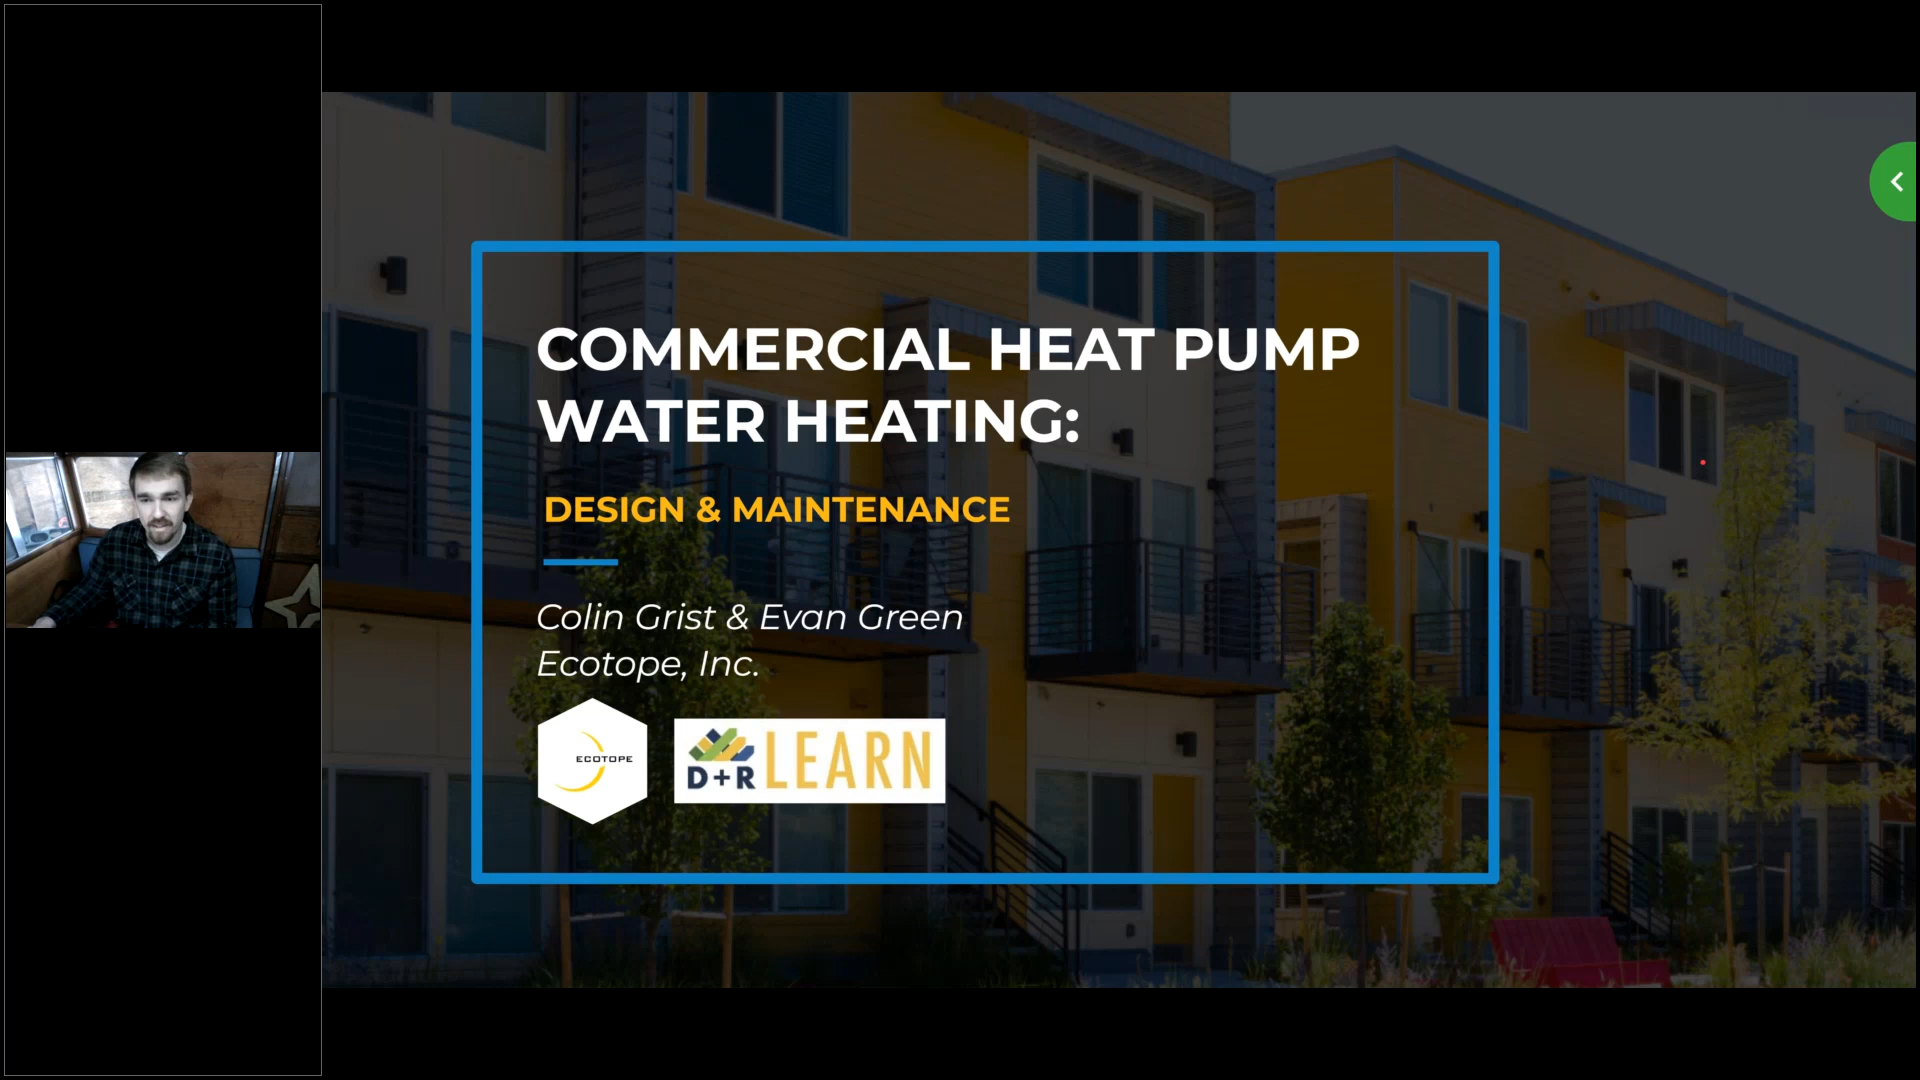 COMMERCIAL HEAT PUMP
WATER HEATING:
DESIGN & MAINTENANCE
Colin Grist & Evan Green
Ecotope, Inc.
ECOTOPE
D+R LEARN